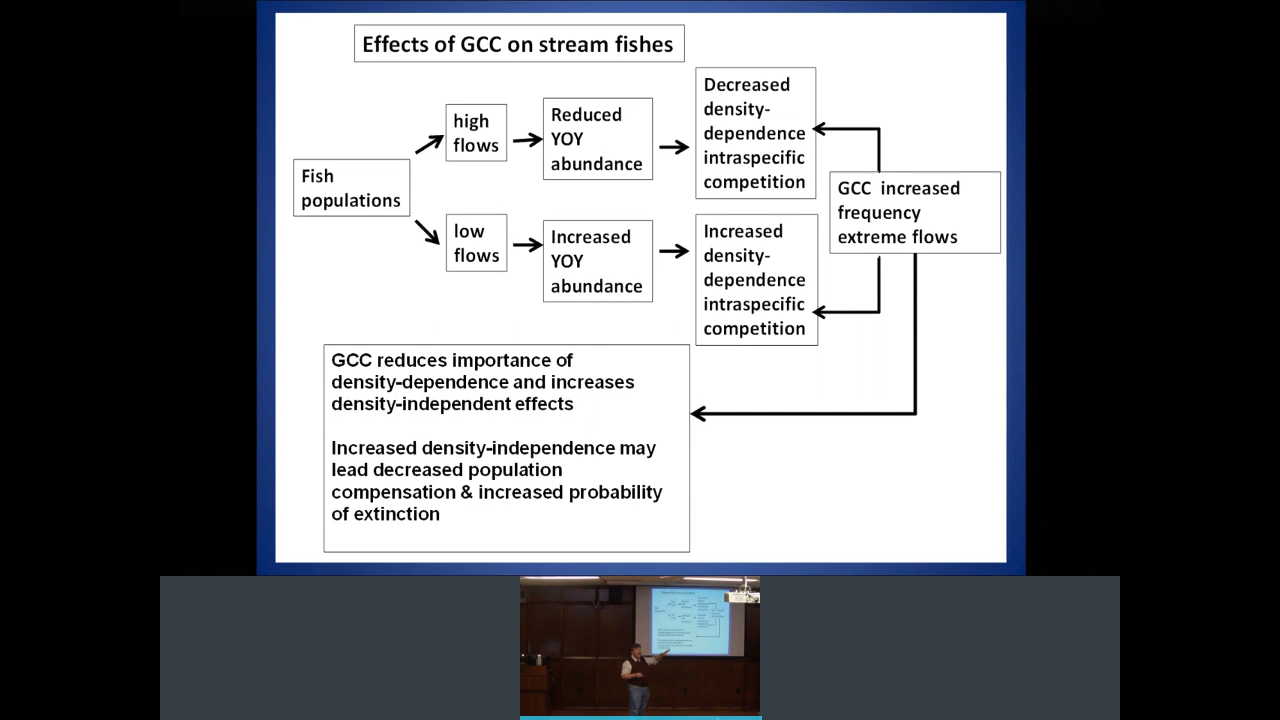 Effects of GCC on stream fishes
Fish
populations
high
flows
Reduced
YOY
abundance
Decreased
density-
dependence
intraspecific
competition
low
flows
Increased
YOY
abundance
Increased
density-
dependence
intraspecific
competition
GCC increased
frequency
extreme flows
GCC reduces importance of
density-dependence and increases
density-independent effects
Increased density-independence may
lead decreased population
compensation & increased probability
of extinction